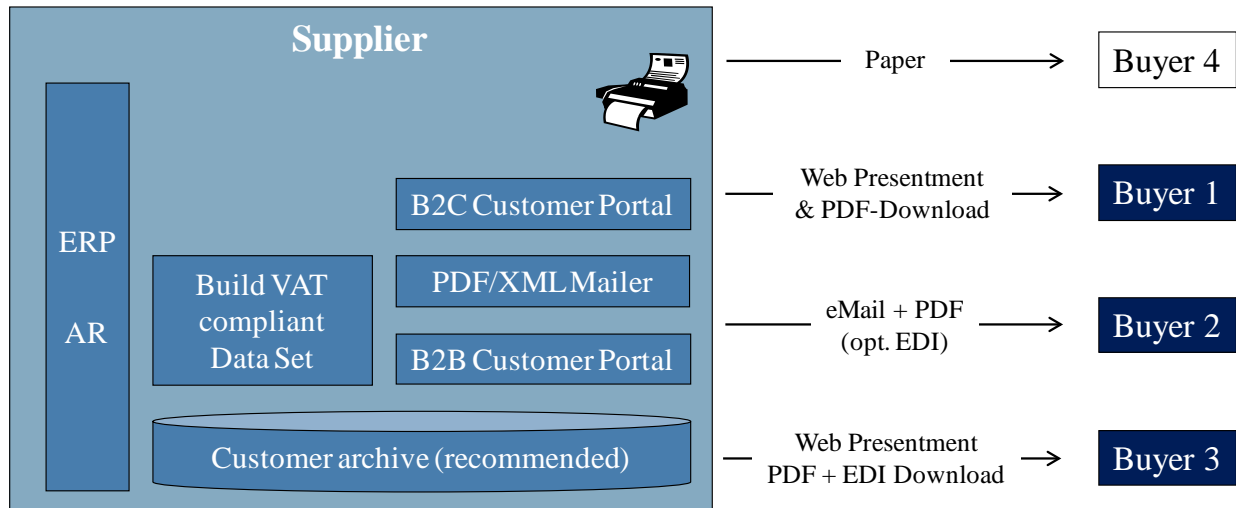 Supplier
ERP
AR
Build VAT
compliant
Data Set
B2C Customer Portal
PDF/XML Mailer
B2B Customer Portal
Customer archive (recommended)
Paper
Buyer 4
Web Presentment
& PDF-Download
Buyer 1
eMail + PDF
(opt. EDI)
Buyer 2
Web Presentment
PDF + EDI Download
Buyer 3